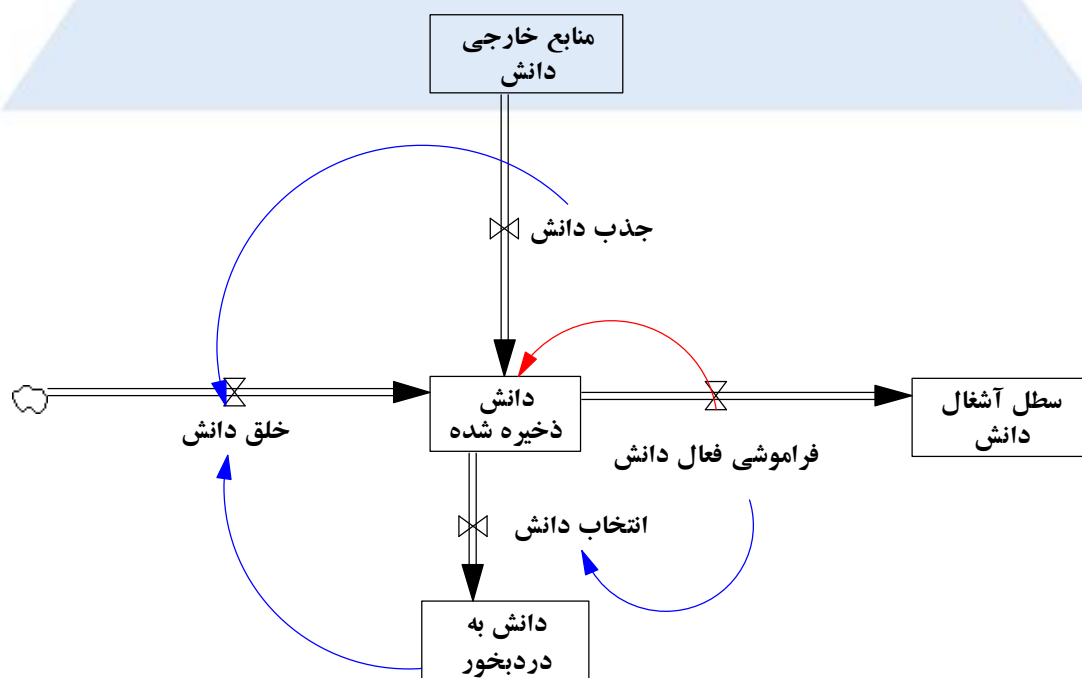 منابع خارجی
دانش
جذب دانش
خلق دانش
دانش
ذخیره شده
فراموشی فعال دانش
سطل آشغال
دانش
انتخاب دانش
دانش به
دردبخور